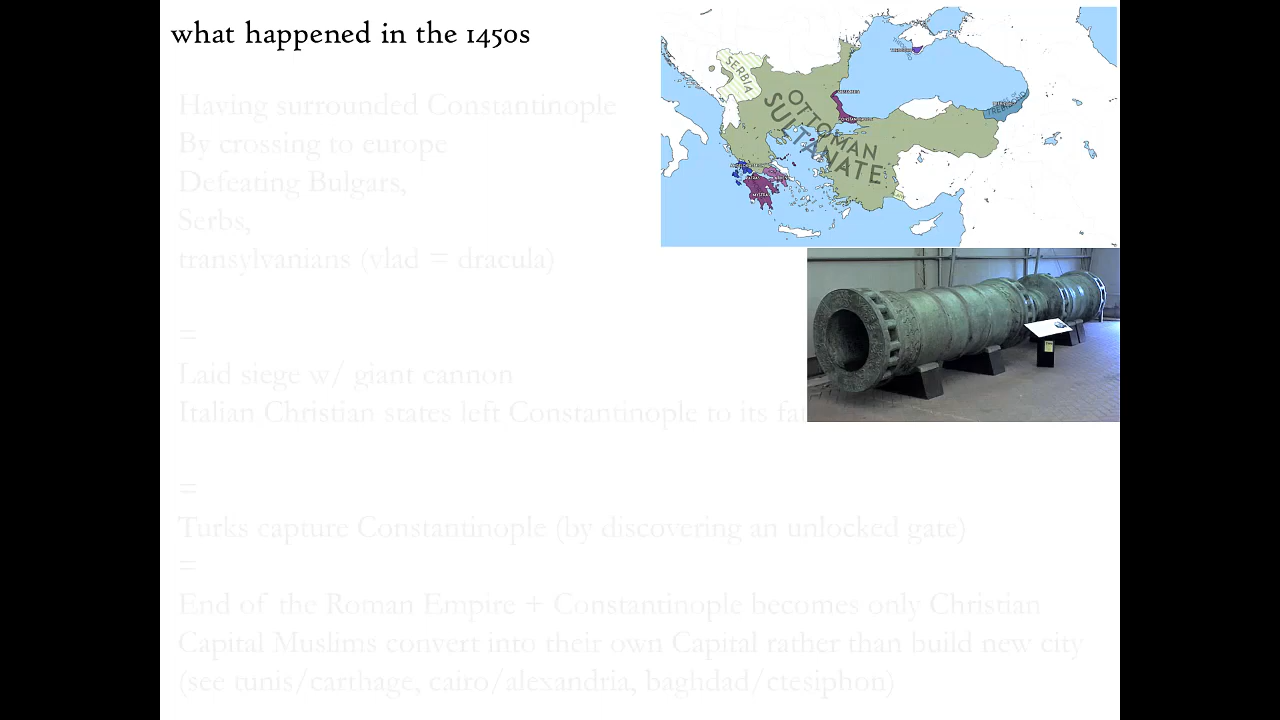 what happened in the 1450s
Having surrounded Constantinople
By crossing to europe
Defeating Bulgars,
Serbs,
transylvanians (vlad = dracula)
=
Laid siege w/ giant cannon
Italian Christian states left Constantinople to its
=
Turks capture Constantinople (by discovering an unlocked gate)
=
End of the Roman Empire + Constantinople becomes only Christian
Capital Muslims convert into their own Capital rather than build new city
(see tunis/carthage, cairo/alexandria, baghdad/ctesiphon)
SERBIA
OTTOMAN
SULTANATE